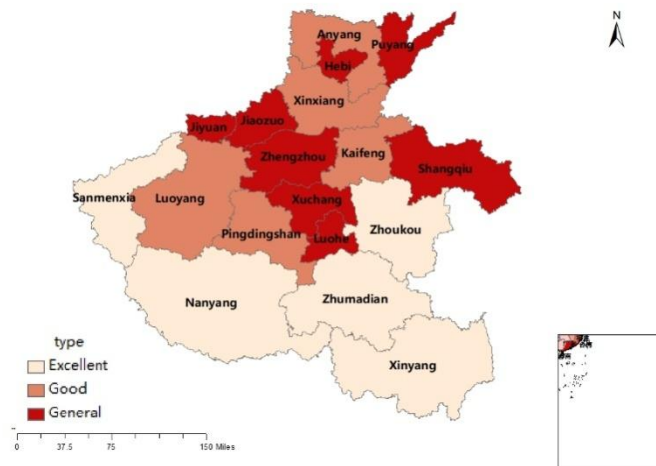 N
Anyang
Puyang
Hebi
Xinxiang
Jiyuan
Jiaozuo
Zhengzhou
Kaifeng
Shangqiu
Sanmenxia
Luoyang
Xuchang
Zhoukou
Pingdingshan
Luohe
Nanyang
Zhumadian
Xinyang
type
Excellent
Good
General
0 37.5 75 150 Miles